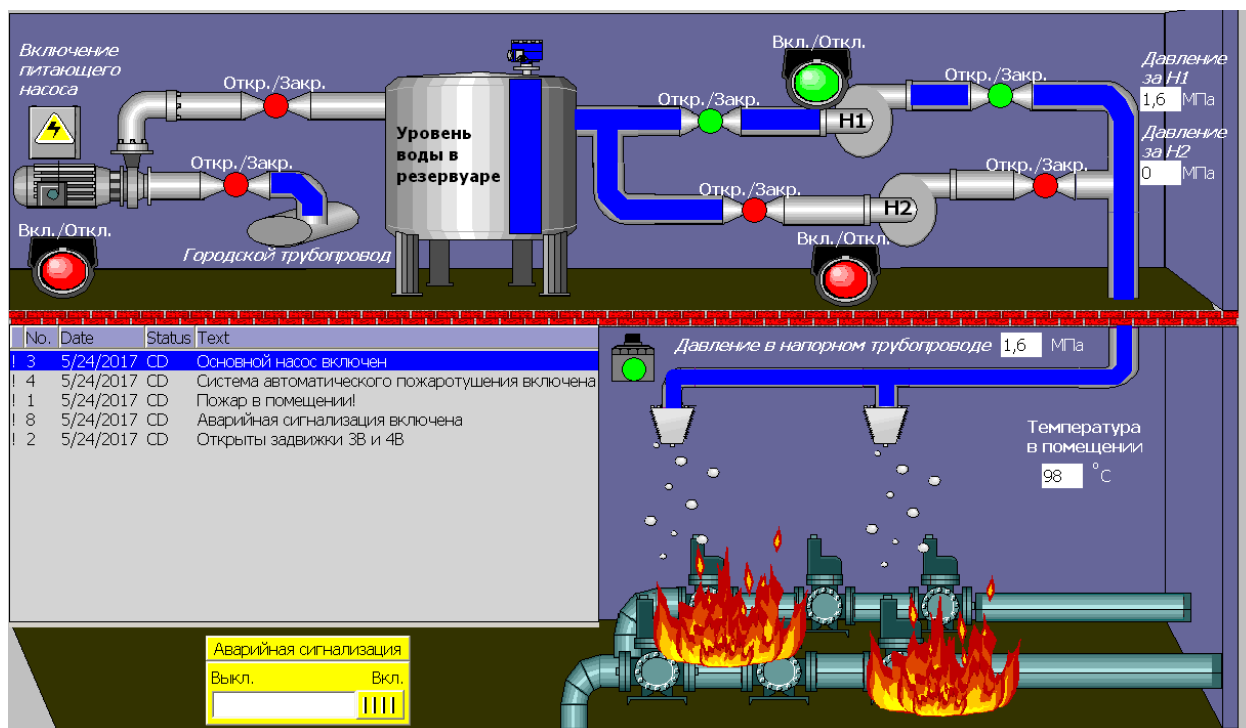 Включение
питающего
насоса
Откр./Закр.
Откр./Закр.
Вкл./Откл.
Городской трубопровод
Уровень
воды в
резервуаре
Вкл./Откл.
Откр./Закр.
Откр./Закр.
Н1
Откр./Закр.
Откр./Закр.
Н2
Вкл./Откл.
Давление
за Н1
1,6 МПа
Давление
за Н2
0 МПа
No. Date Status Text
! 3 5/24/2017 CD Основной насос включен
! 4 5/24/2017 CD Система автоматического пожаротушения включена
! 1 5/24/2017 CD Пожар в помещении!
! 8 5/24/2017 CD Аварийная сигнализация включена
! 2 5/24/2017 CD Открыты задвижки 3В и 4В
Давление в напорном трубопроводе 1,6 МПа
Температура
в помещении
98 °С
Аварийная сигнализация
Выкл. Вкл.